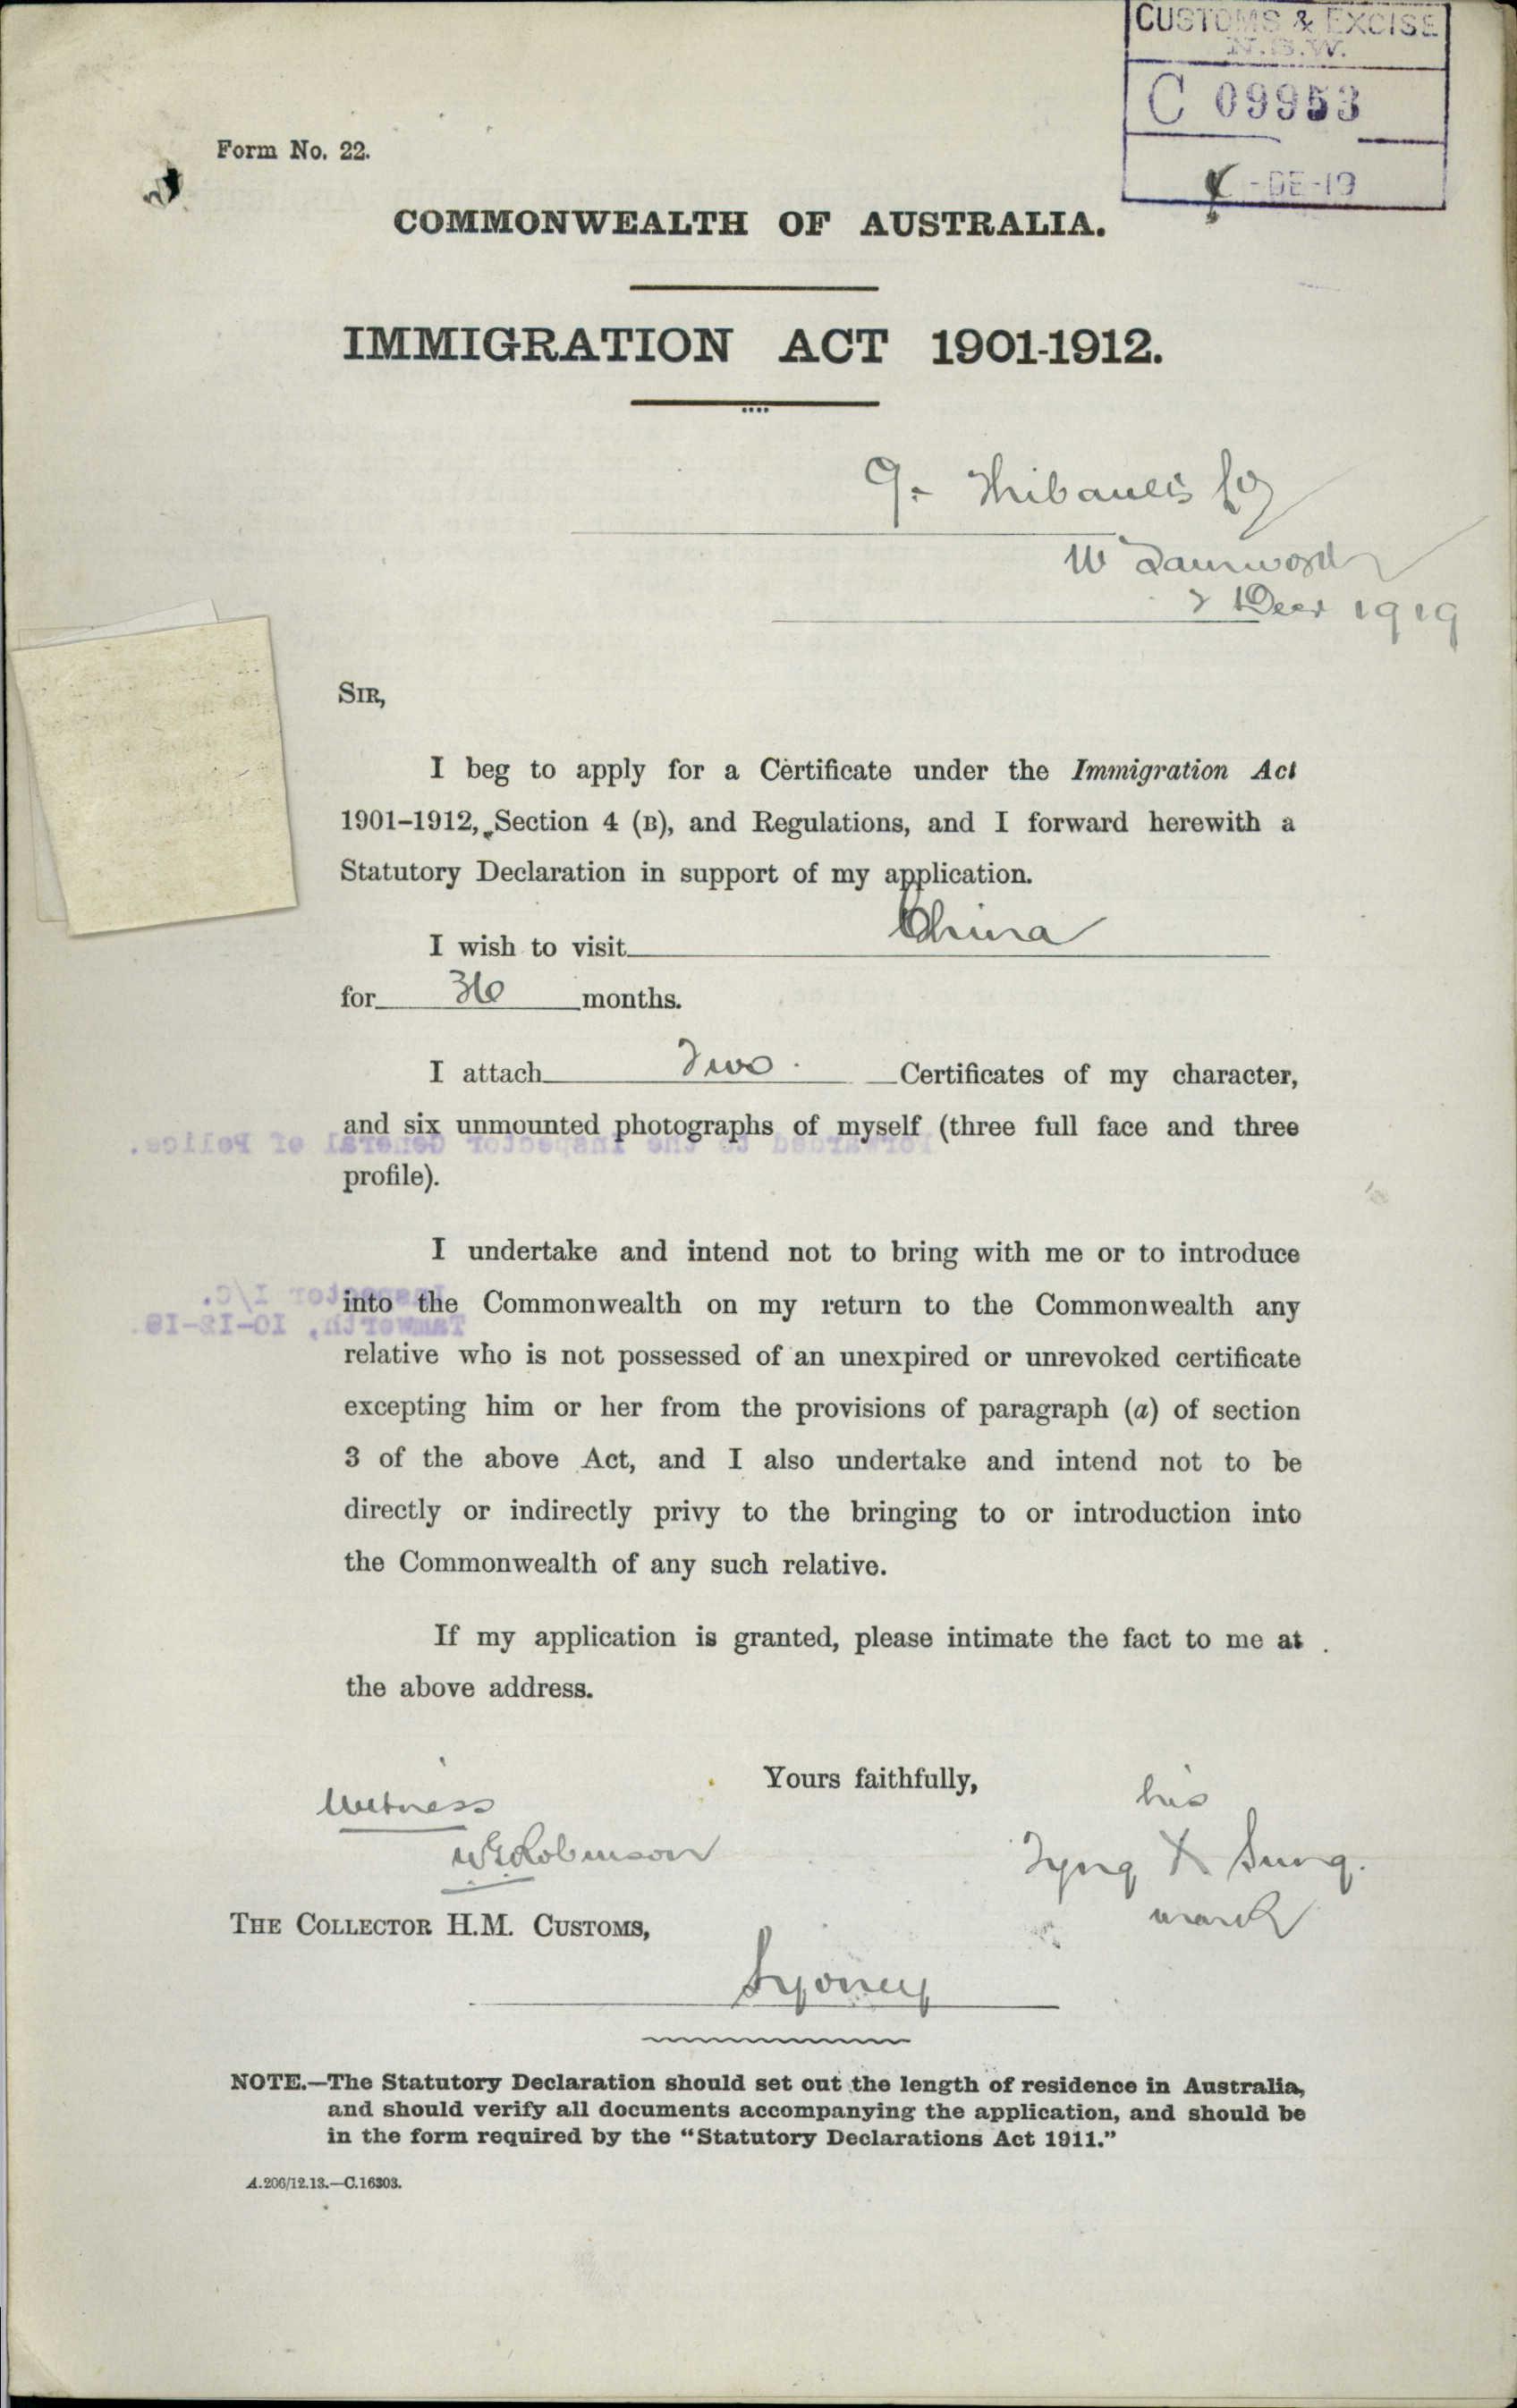 CUSTOMS & EXCISE
N.S.W.
C 09953
-DE-19
Form No. 22.
COMMONWEALTH OF AUSTRALIA.
IMMIGRATION ACT 1901-1912.
W Tamworth
2 Decr 1919
SIR,
I beg to apply for a Certificate under the Immigration Act
1901-1912, Section 4 (B), and Regulations, and I forward herewith a
Statutory Declaration in support of my application.
I wish to visit China
for 36 months.
I attach Two Certificates of my character,
and six unmounted photographs of myself (three full face and three
forwarded to the Inspector General of Police.
profile).
I undertake and intend not to bring with me or to introduce
Inspector I/C.
into the Commonwealth on my return to the Commonwealth any
Tamworth, 10-12-19.
relative who is not possessed of an unexpired or unrevoked certificate
excepting him or her from the provisions of paragraph (a) of section
3 of the above Act, and I also undertake and intend not to be
directly or indirectly privy to the bringing to or introduction into
the Commonwealth of any such relative.
If my application is granted, please intimate the fact to me at
the above address.
Yours faithfully,
his
Witness
WERobinson
Tyng X Sung.
mark
THE COLLECTOR H.M. CUSTOMS,
Sydney
NOTE.—The Statutory Declaration should set out the length of residence in Australia,
and should verify all documents accompanying the application, and should be
in the form required by the "Statutory Declarations Act 1911."
A.206/12.13.—C.16303.